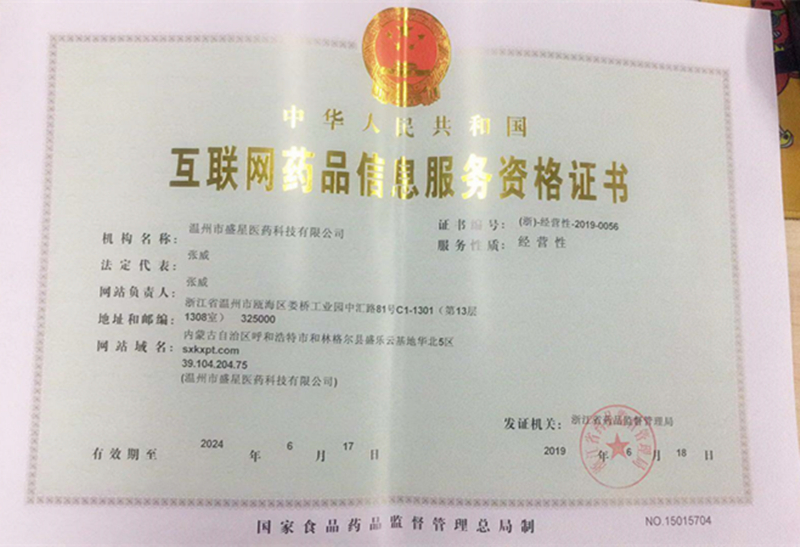 中华人民共和国
互联网药品信息服务资格证书
证书编号: (浙)-经营性-2019-0056
服务性质: 经营性
机构名称: 温州市盛星医药科技有限公司
法定代表: 张威
网站负责人: 张威
地址和邮编: 浙江省温州市瓯海区娄桥工业园中汇路81号C1-1301(第13层
1308室) 325000
网站域名: 内蒙古自治区呼和浩特市和林格尔县盛乐云基地华北5区
sxkxpt.com
39.104.204.75
(温州市盛星医药科技有限公司)
发证机关: 浙江省药品监督管理局
2019 年 6 月 18 日
有效期至 2024 年 6 月 17 日
国家食品药品监督管理总局制
NO.15015704